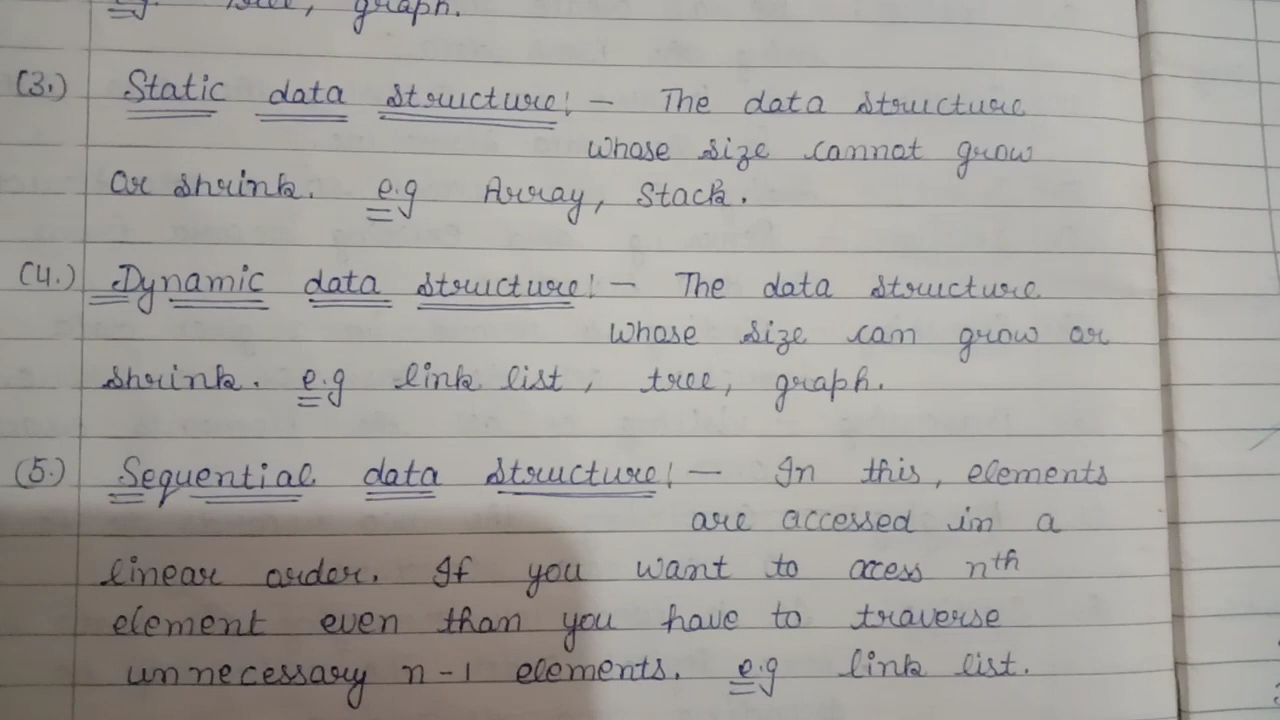 e.g tree, graph.
(3.) Static data structure:- The data structure
whose size cannot grow
or shrink. e.g Array, Stack.
(4.) Dynamic data structure:- The data structure
whose size can grow or
shrink. e.g link list, tree, graph.
(5.) Sequential data structure:- In this, elements
are accessed in a
linear order. If you want to acess nth
element even than you have to traverse
unnecessary n-1 elements. e.g link list.